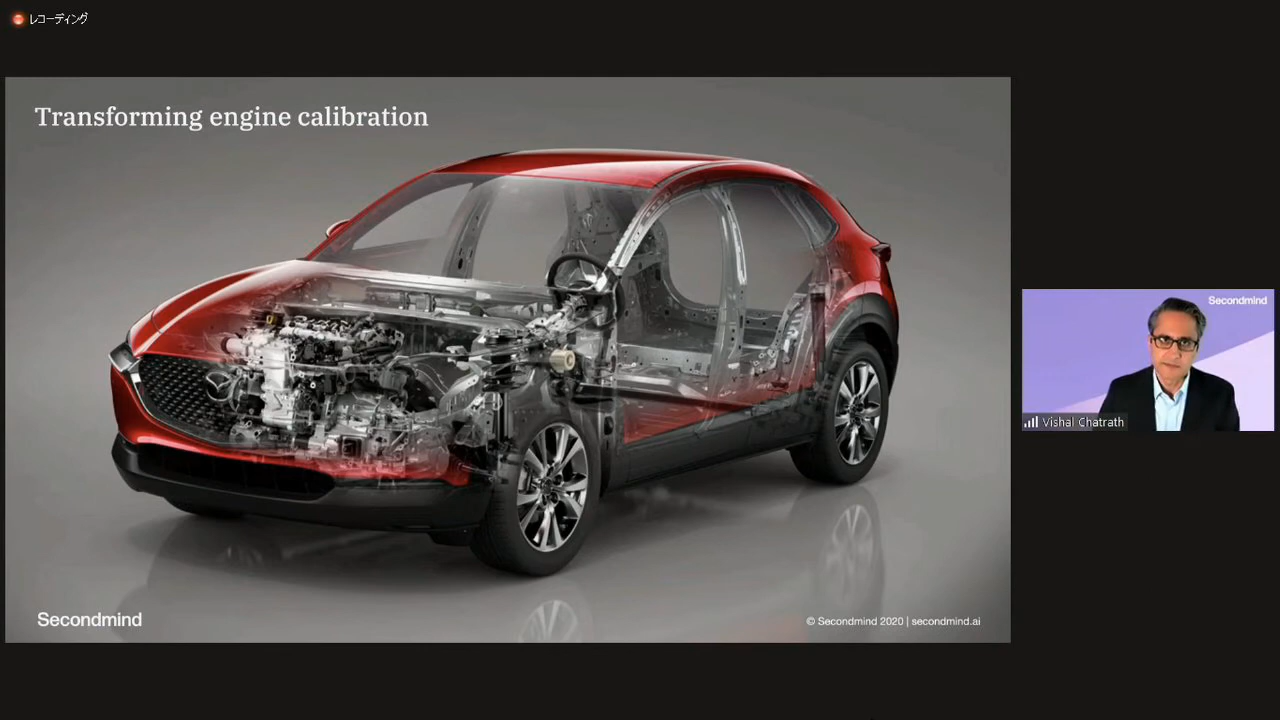 レコーディング
Transforming engine calibration
Secondmind
Vishal Chatrath
Secondmind
© Secondmind 2020 | secondmind.ai